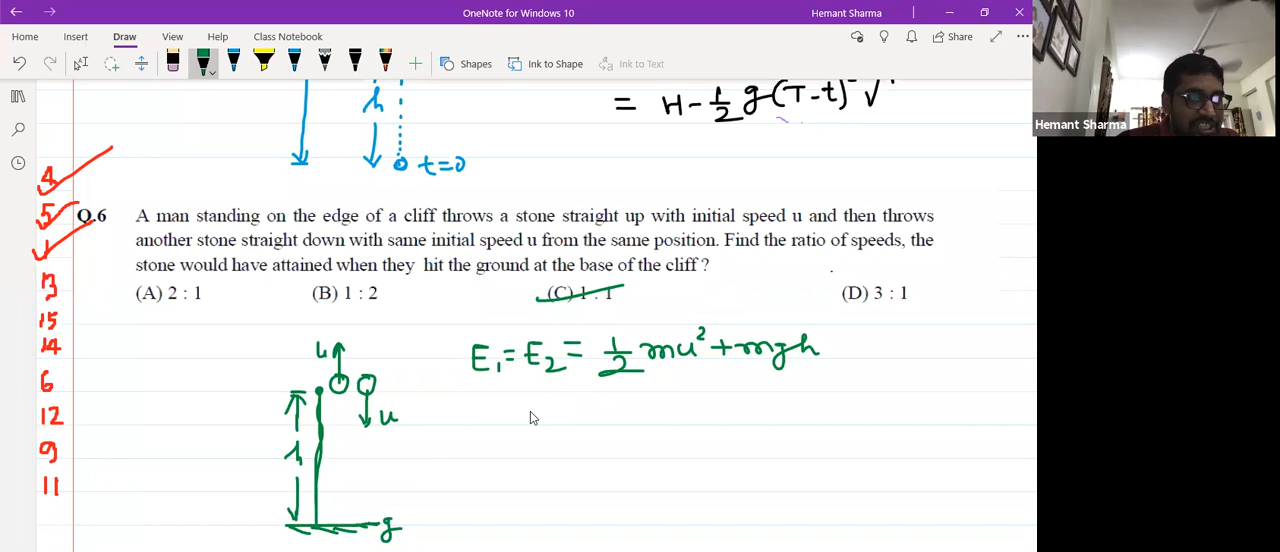 OneNote for Windows 10
Hemant Sharma
Home Insert Draw View Help Class Notebook
Share
Shapes Ink to Shape Ink to Text
h
= H - 1/2 g(T-t)² ✓
t=0
Hemant Sharma
4
5
1
13
15
14
6
12
9
11
Q.6 A man standing on the edge of a cliff throws a stone straight up with initial speed u and then throws
another stone straight down with same initial speed u from the same position. Find the ratio of speeds, the
stone would have attained when they hit the ground at the base of the cliff ?
(A) 2 : 1 (B) 1 : 2 (C) 1 : 1 (D) 3 : 1
u
E₁ = E₂ = 1/2 mu² + mgh
u
h
g